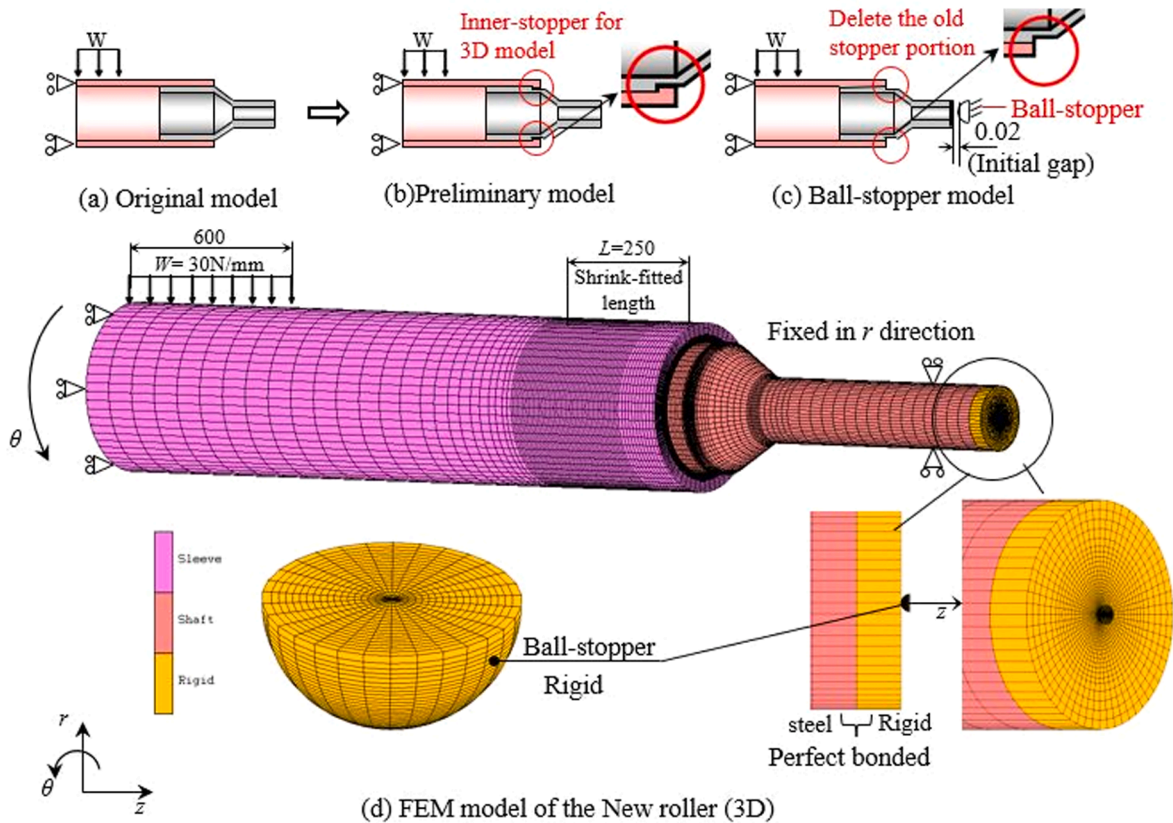 W
Inner-stopper for
3D model
W
Delete the old
stopper portion
W
Ball-stopper
0.02
(Initial gap)
(a) Original model
(b)Preliminary model
(c) Ball-stopper model
600
W= 30N/mm
L=250
Shrink-fitted
length
Fixed in r direction
θ
Sleeve
Shaft
Rigid
Ball-stopper
Rigid
z
steel
Rigid
Perfect bonded
r
θ
z
(d) FEM model of the New roller (3D)